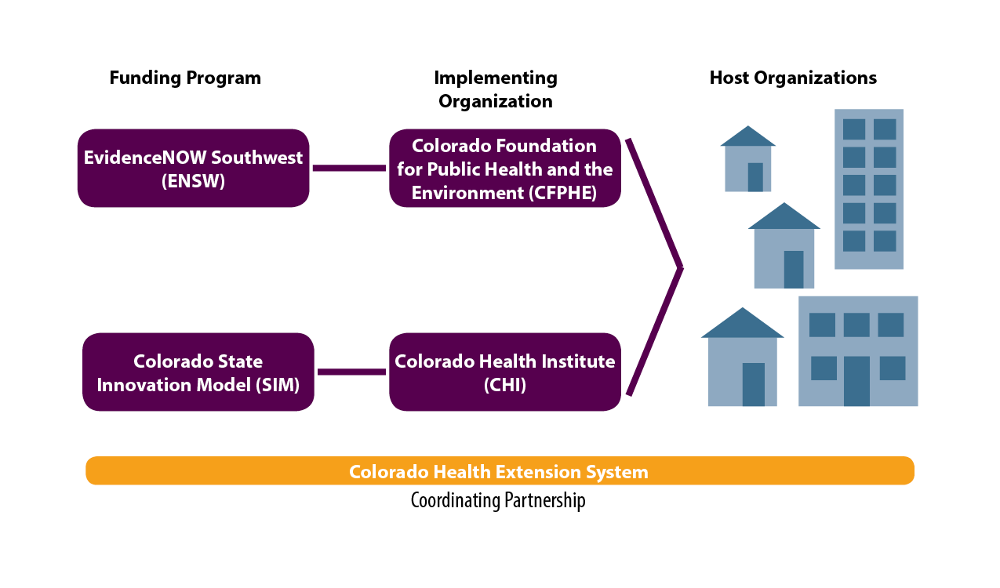 Funding Program
Implementing
Organization
Host Organizations
EvidenceNOW Southwest
(ENSW)
Colorado Foundation
for Public Health and the
Environment (CFPHE)
Colorado State
Innovation Model (SIM)
Colorado Health Institute
(CHI)
Colorado Health Extension System
Coordinating Partnership